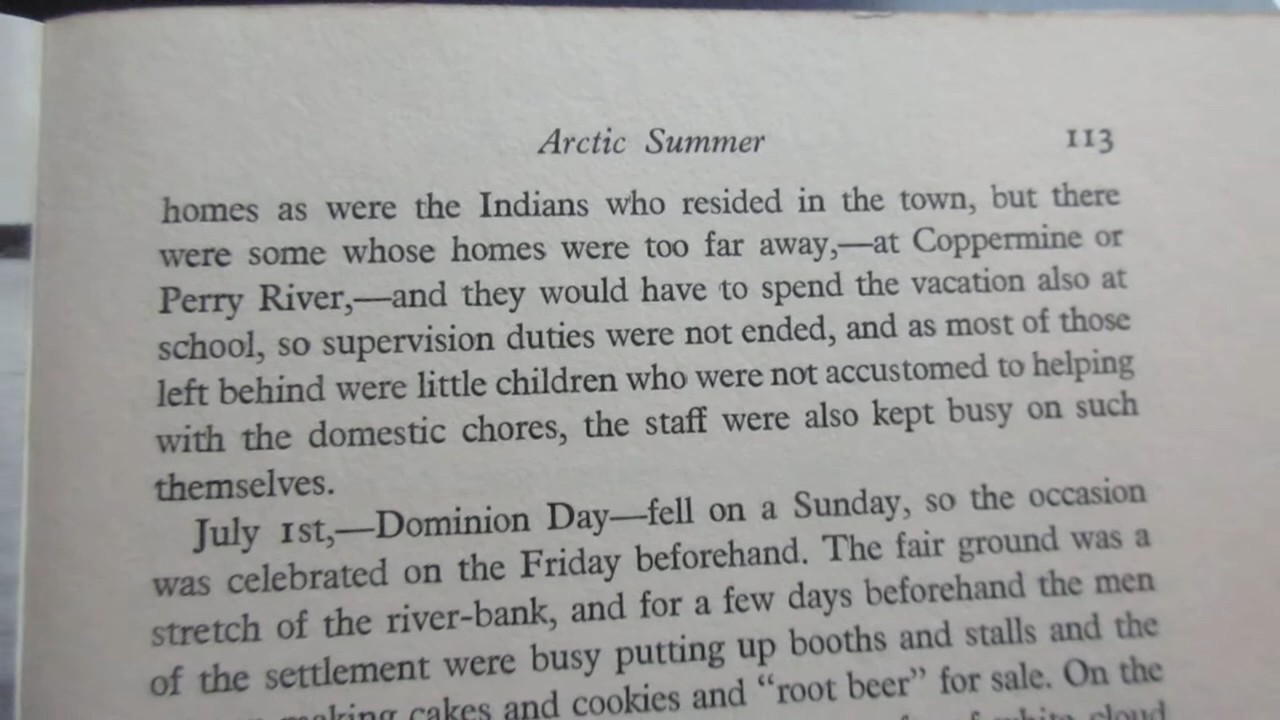 Arctic Summer 113
homes as were the Indians who resided in the town, but there
were some whose homes were too far away,—at Coppermine or
Perry River,—and they would have to spend the vacation also at
school, so supervision duties were not ended, and as most of those
left behind were little children who were not accustomed to helping
with the domestic chores, the staff were also kept busy on such
themselves.
July 1st,—Dominion Day—fell on a Sunday, so the occasion
was celebrated on the Friday beforehand. The fair ground was a
stretch of the river-bank, and for a few days beforehand the men
of the settlement were busy putting up booths and stalls and the
making cakes and cookies and “root beer” for sale. On the
of white cloud